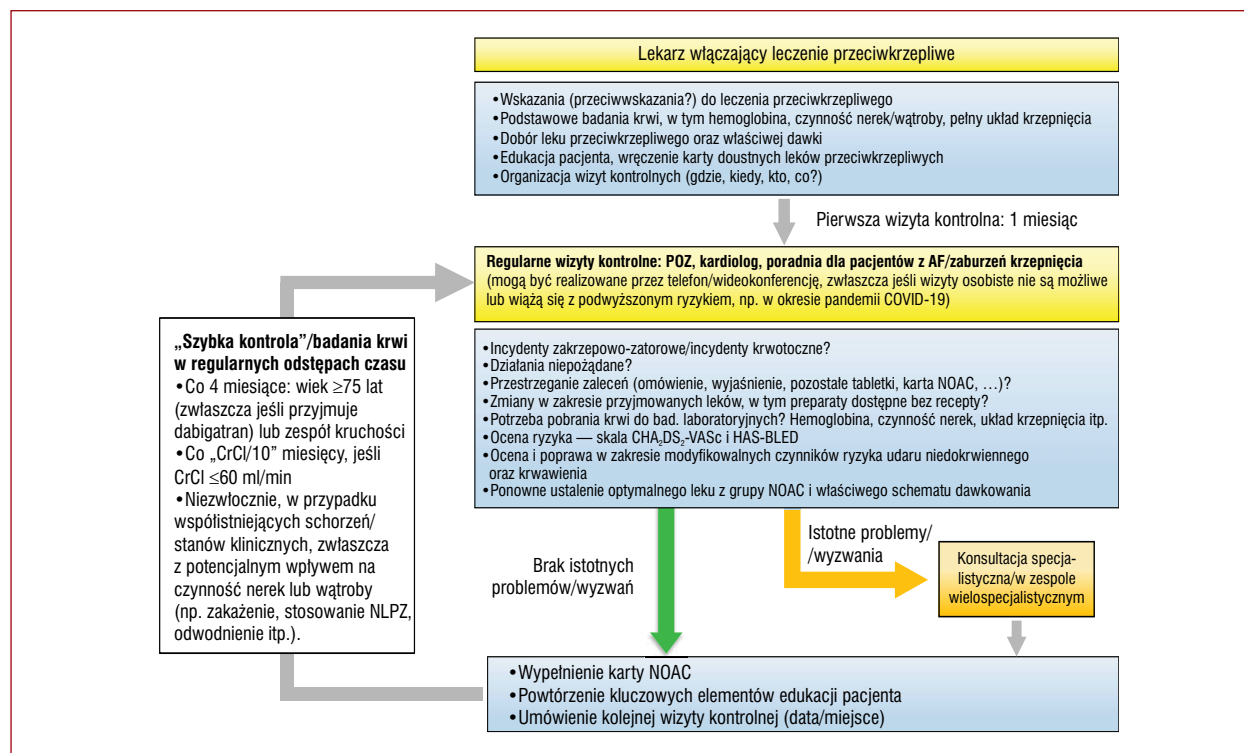 Lekarz włączający leczenie przeciwkrzepliwe
•Wskazania (przeciwwskazania?) do leczenia przeciwkrzepliwego
•Podstawowe badania krwi, w tym hemoglobina, czynność nerek/wątroby, pełny układ krzepnięcia
•Dobór leku przeciwkrzepliwego oraz właściwej dawki
•Edukacja pacjenta, wręczenie karty doustnych leków przeciwkrzepliwych
•Organizacja wizyt kontrolnych (gdzie, kiedy, kto, co?)
Pierwsza wizyta kontrolna: 1 miesiąc
Regularne wizyty kontrolne: POZ, kardiolog, poradnia dla pacjentów z AF/zaburzeń krzepnięcia
(mogą być realizowane przez telefon/wideokonferencję, zwłaszcza jeśli wizyty osobiste nie są możliwe
lub wiążą się z podwyższonym ryzykiem, np. w okresie pandemii COVID-19)
•Incydenty zakrzepowo-zatorowe/incydenty krwotoczne?
•Działania niepożądane?
•Przestrzeganie zaleceń (omówienie, wyjaśnienie, pozostałe tabletki, karta NOAC, …)?
•Zmiany w zakresie przyjmowanych leków, w tym preparaty dostępne bez recepty?
•Potrzeba pobrania krwi do bad. laboratoryjnych? Hemoglobina, czynność nerek, układ krzepnięcia itp.
•Ocena ryzyka — skala CHA₂DS₂-VASc i HAS-BLED
•Ocena i poprawa w zakresie modyfikowalnych czynników ryzyka udaru niedokrwiennego
oraz krwawienia
•Ponowne ustalenie optymalnego leku z grupy NOAC i właściwego schematu dawkowania
„Szybka kontrola”/badania krwi
w regularnych odstępach czasu
•Co 4 miesiące: wiek ≥75 lat
(zwłaszcza jeśli przyjmuje
dabigatran) lub zespół kruchości
•Co „CrCl/10” miesięcy, jeśli
CrCl ≤60 ml/min
•Niezwłocznie, w przypadku
współistniejących schorzeń/
stanów klinicznych, zwłaszcza
z potencjalnym wpływem na
czynność nerek lub wątroby
(np. zakażenie, stosowanie NLPZ,
odwodnienie itp.).
Brak istotnych
problemów/wyzwań
Istotne problemy/
/wyzwania
Konsultacja specja-
listyczna/w zespole
wielospecjalistycznym
•Wypełnienie karty NOAC
•Powtórzenie kluczowych elementów edukacji pacjenta
•Umówienie kolejnej wizyty kontrolnej (data/miejsce)